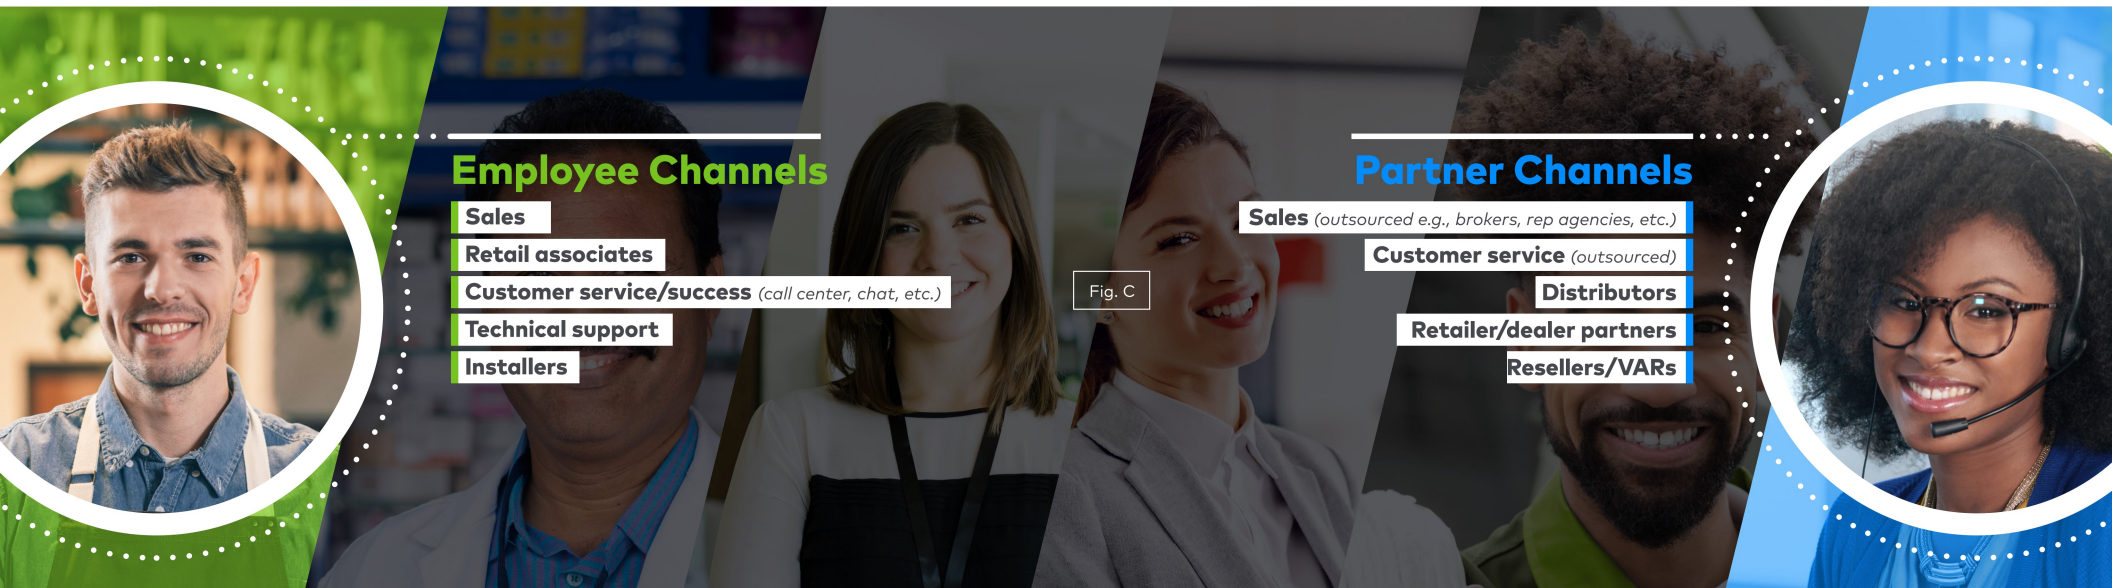 Employee Channels
Sales
Retail associates
Customer service/success (call center, chat, etc.)
Technical support
Installers
Fig. C
Partner Channels
Sales (outsourced e.g., brokers, rep agencies, etc.)
Customer service (outsourced)
Distributors
Retailer/dealer partners
Resellers/VARs